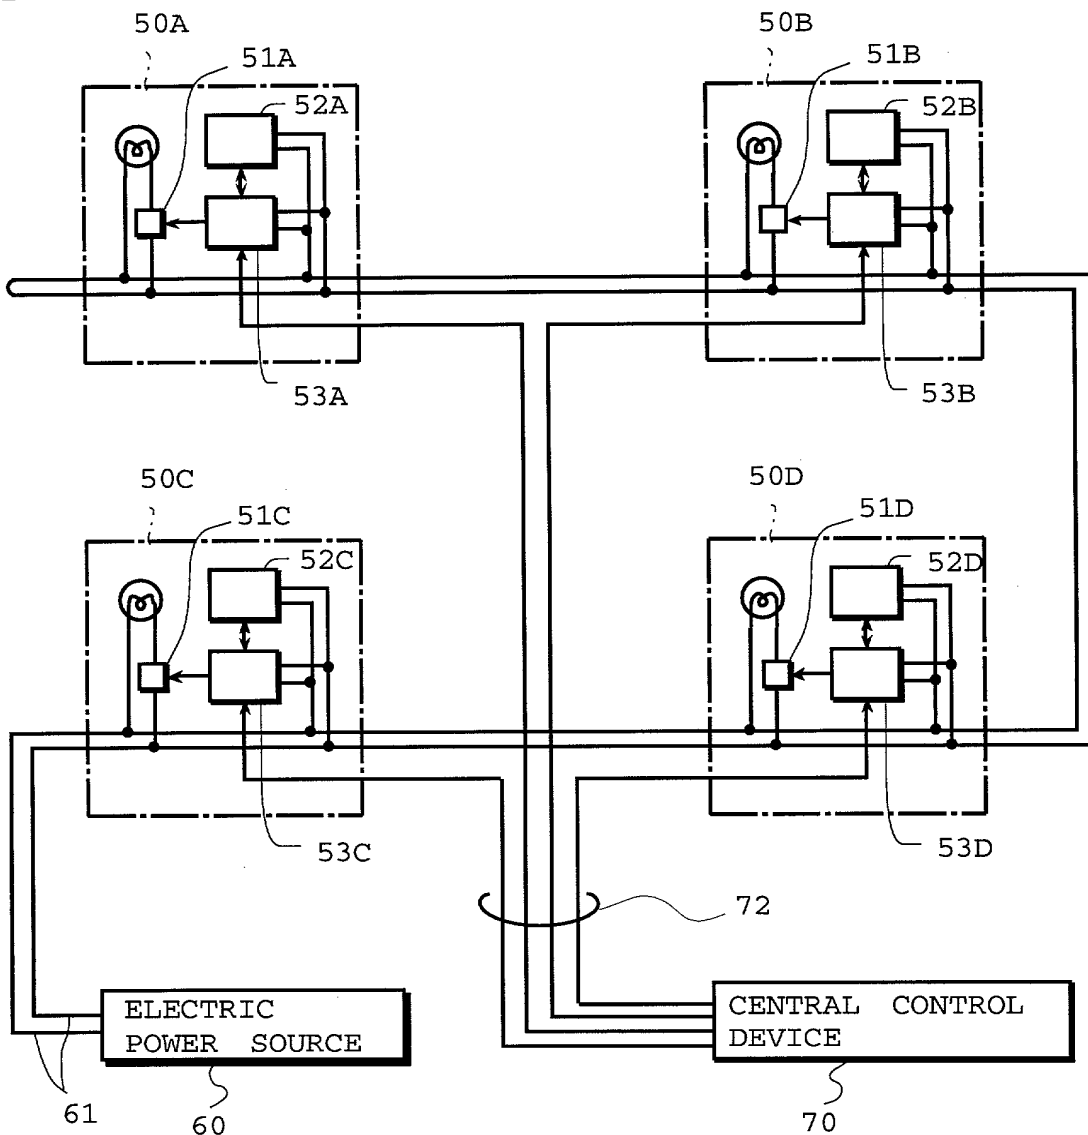 50A
51A
52A
53A
50B
51B
52B
53B
50C
51C
52C
53C
50D
51D
52D
53D
72
ELECTRIC
POWER SOURCE
61
60
CENTRAL CONTROL
DEVICE
70